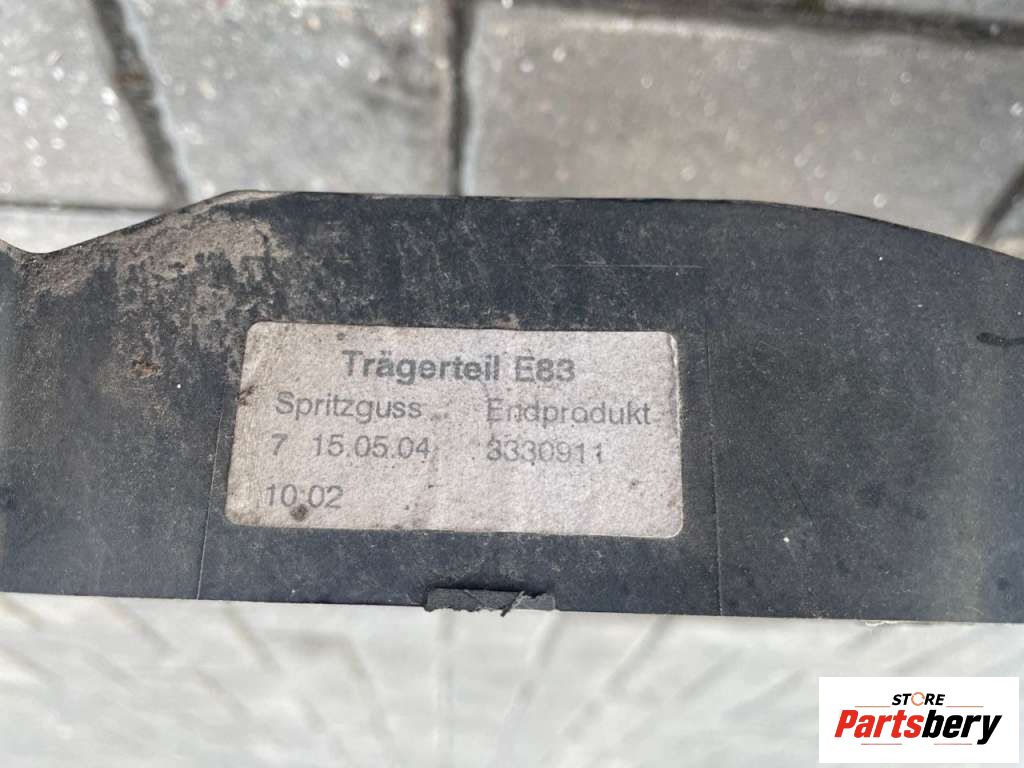 Trägerteil E83
Spritzguss Endprodukt
7 15.05.04 3330911
10:02
STORE
Partsbery